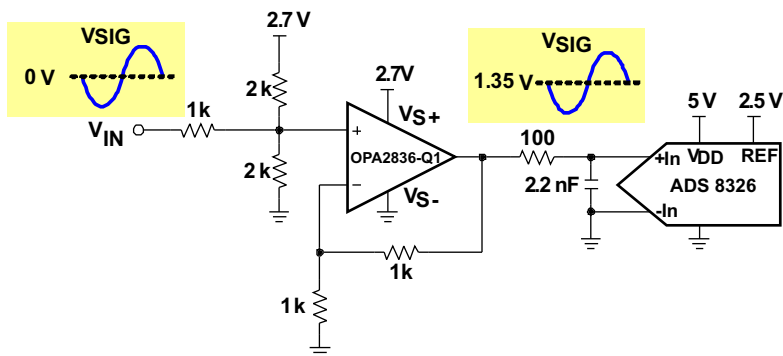 VSIG
0 V
2.7 V
2 k
1k
VIN
2 k
2.7V
VS+
+
OPA2836-Q1
−
VS-
1k
1k
VSIG
1.35 V
100
2.2 nF
5 V
2.5 V
+In
VDD
REF
ADS 8326
-In